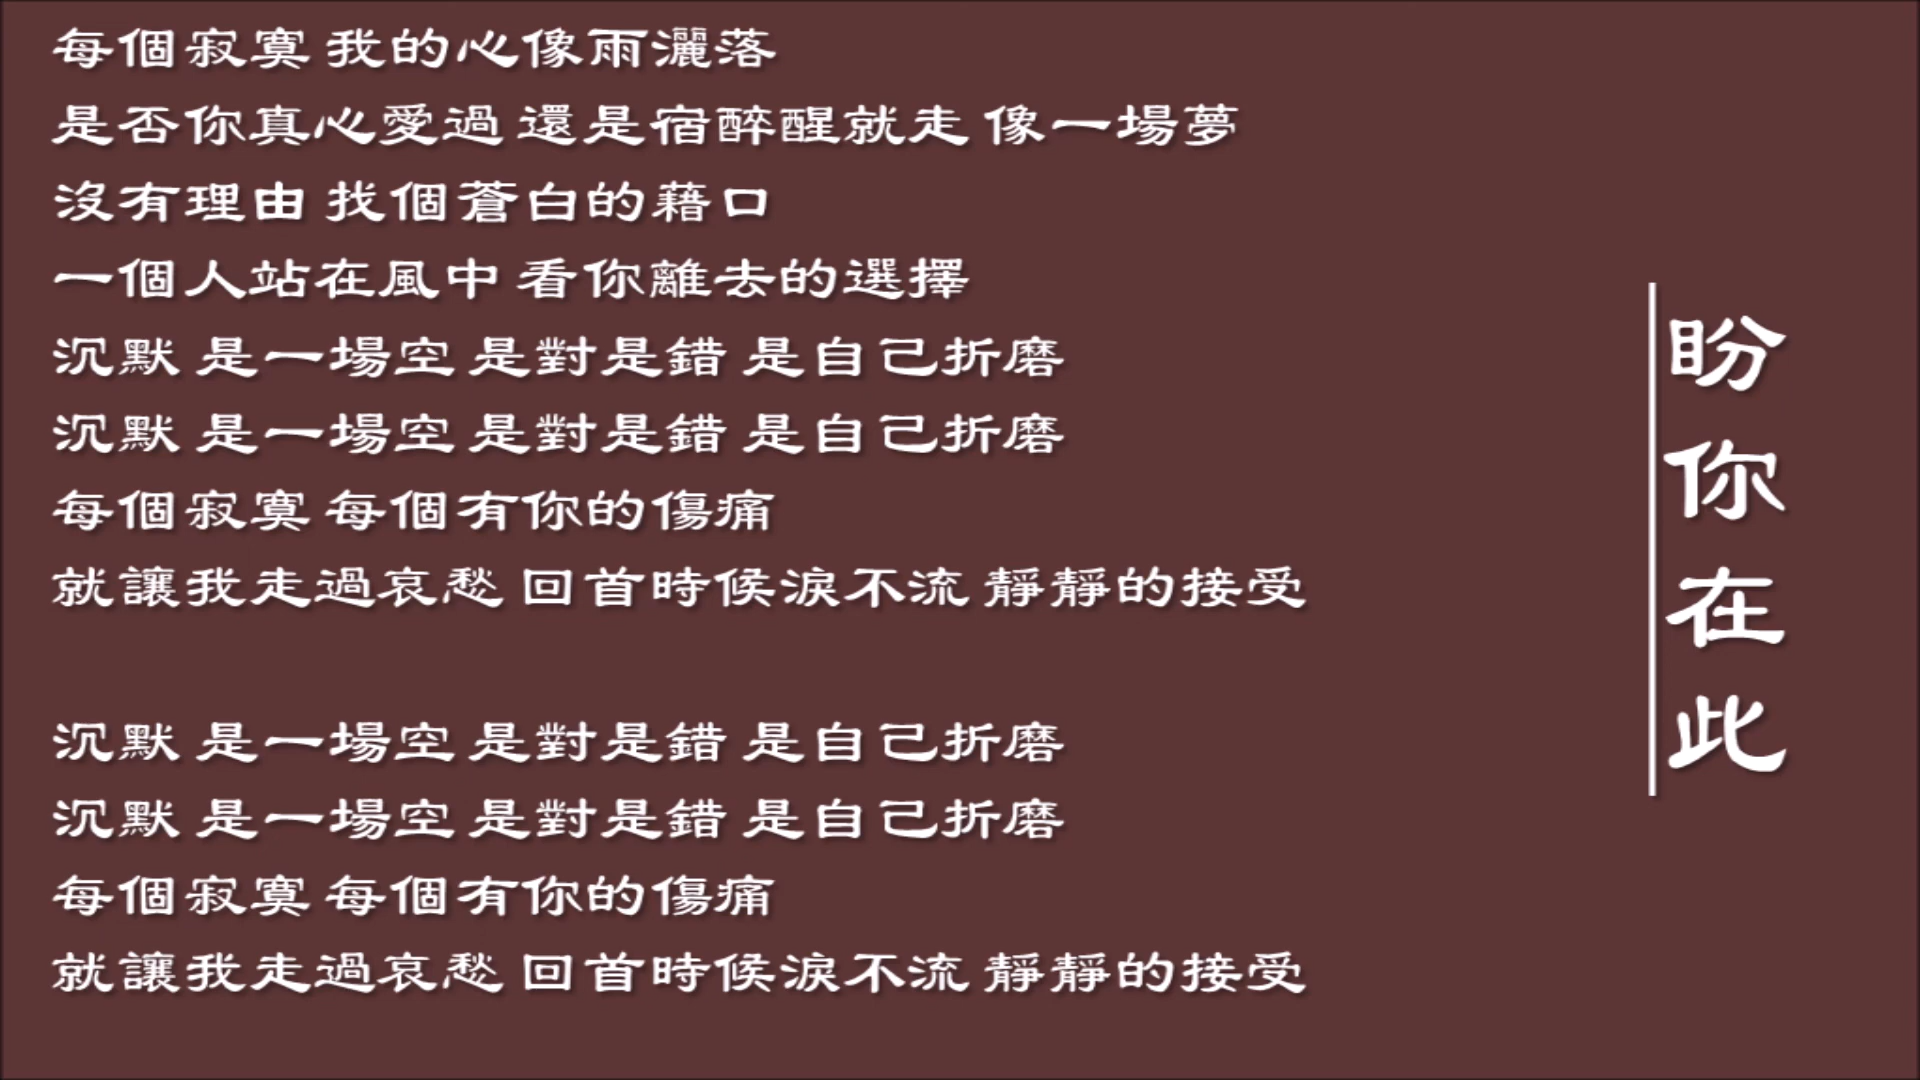 每個寂寞 我的心像雨灑落
是否你真心愛過 還是宿醉醒就走 像一場夢
沒有理由 找個蒼白的藉口
一個人站在風中 看你離去的選擇
沉默 是一場空 是對是錯 是自己折磨
沉默 是一場空 是對是錯 是自己折磨
每個寂寞 每個有你的傷痛
就讓我走過哀愁 回首時候淚不流 靜靜的接受
沉默 是一場空 是對是錯 是自己折磨
沉默 是一場空 是對是錯 是自己折磨
每個寂寞 每個有你的傷痛
就讓我走過哀愁 回首時候淚不流 靜靜的接受
盼你在此